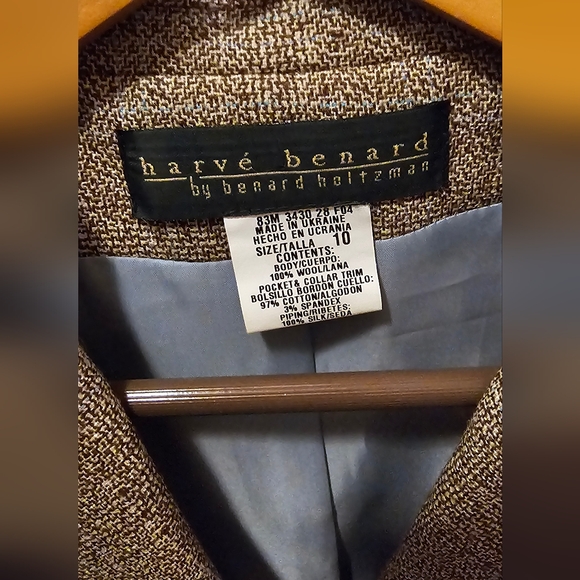 harvé benard
by benard holtzman
83M 3430 28 F04
MADE IN UKRAINE
HECHO EN UCRANIA
SIZE/TALLA 10
CONTENTS:
BODY/CUERPO:
100% WOOL/LANA
POCKET& COLLAR TRIM
BOLSILLO BORDON CUELLO:
97% COTTON/ALGODON
3% SPANDEX
PIPING/RIBETES:
100% SILK/SEDA